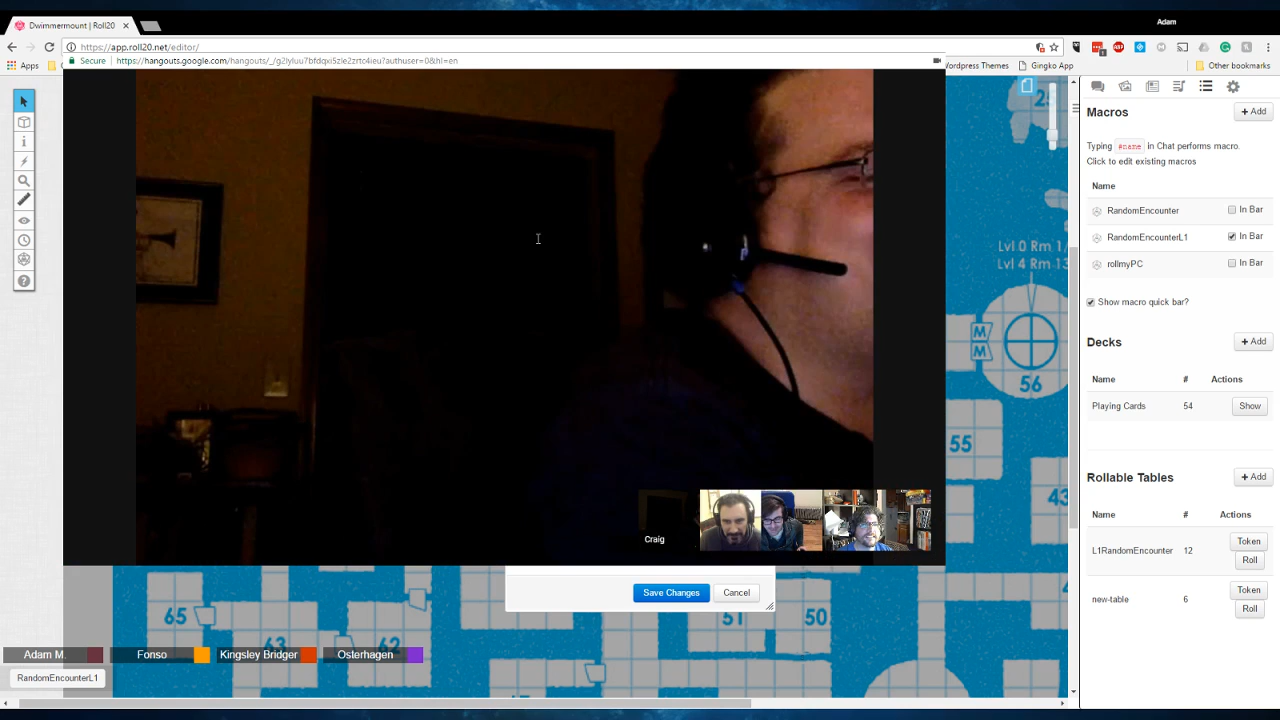 Adam
Dwimmermount | Roll20
https://app.roll20.net/editor/
Secure https://hangouts.google.com/hangouts/_/
Apps
Wordpress Themes
Gingko App
Other bookmarks
25
Macros
+ Add
Typing #name in Chat performs macro.
Click to edit existing macros
Name
RandomEncounter In Bar
RandomEncounterL1 In Bar
rollmyPC In Bar
Show macro quick bar?
Lvl 0 Rm 1
Lvl 4 Rm 13
M
M
56
Decks
+ Add
Name # Actions
Playing Cards 54 Show
55
43
Rollable Tables
+ Add
Name # Actions
L1RandomEncounter 12 Token
Roll
new-table 6 Token
Roll
Craig
Save Changes
Cancel
65
63
62
51
50
Adam M.
Fonso
Kingsley Bridger
Osterhagen
RandomEncounterL1